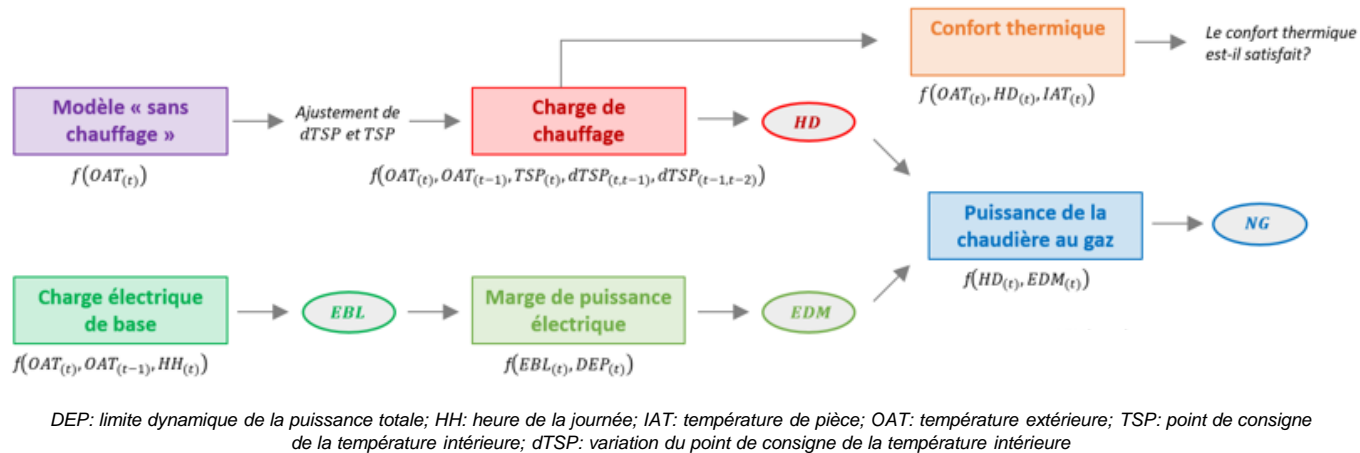 Confort thermique
Le confort thermique
est-il satisfait?
f(OAT(t), HD(t), IAT(t))
Modèle « sans
chauffage »
f(OAT(t))
Ajustement de
dTSP et TSP
Charge de
chauffage
f(OAT(t), OAT(t−1), TSP(t), dTSP(t,t−1), dTSP(t−1,t−2))
HD
Puissance de la
chaudière au gaz
f(HD(t), EDM(t))
NG
Charge électrique
de base
f(OAT(t), OAT(t−1), HH(t))
EBL
Marge de puissance
électrique
f(EBL(t), DEP(t))
EDM
DEP: limite dynamique de la puissance totale; HH: heure de la journée; IAT: température de pièce; OAT: température extérieure; TSP: point de consigne
de la température intérieure; dTSP: variation du point de consigne de la température intérieure